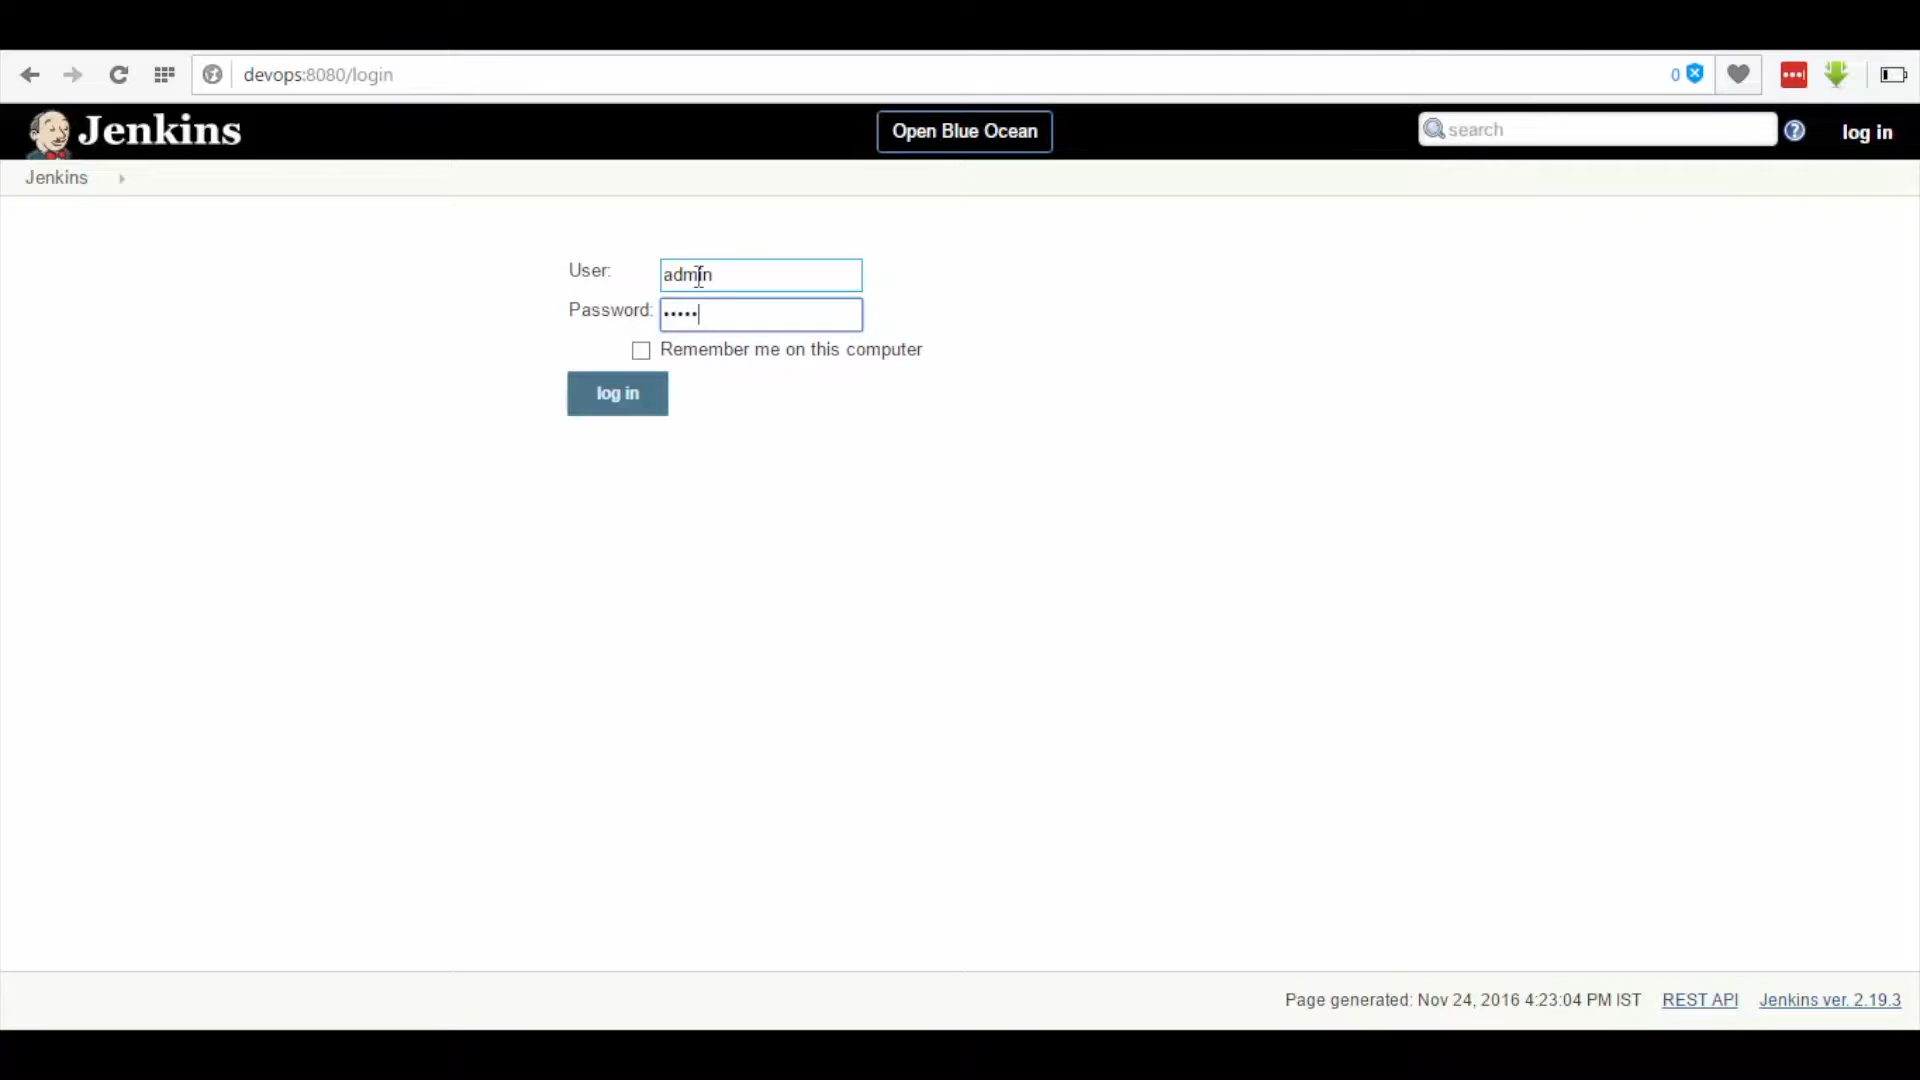 devops:8080/login
0
Jenkins
Open Blue Ocean
search
log in
Jenkins
User:
admin
Password:
•••••
Remember me on this computer
log in
Page generated: Nov 24, 2016 4:23:04 PM IST REST API Jenkins ver. 2.19.3